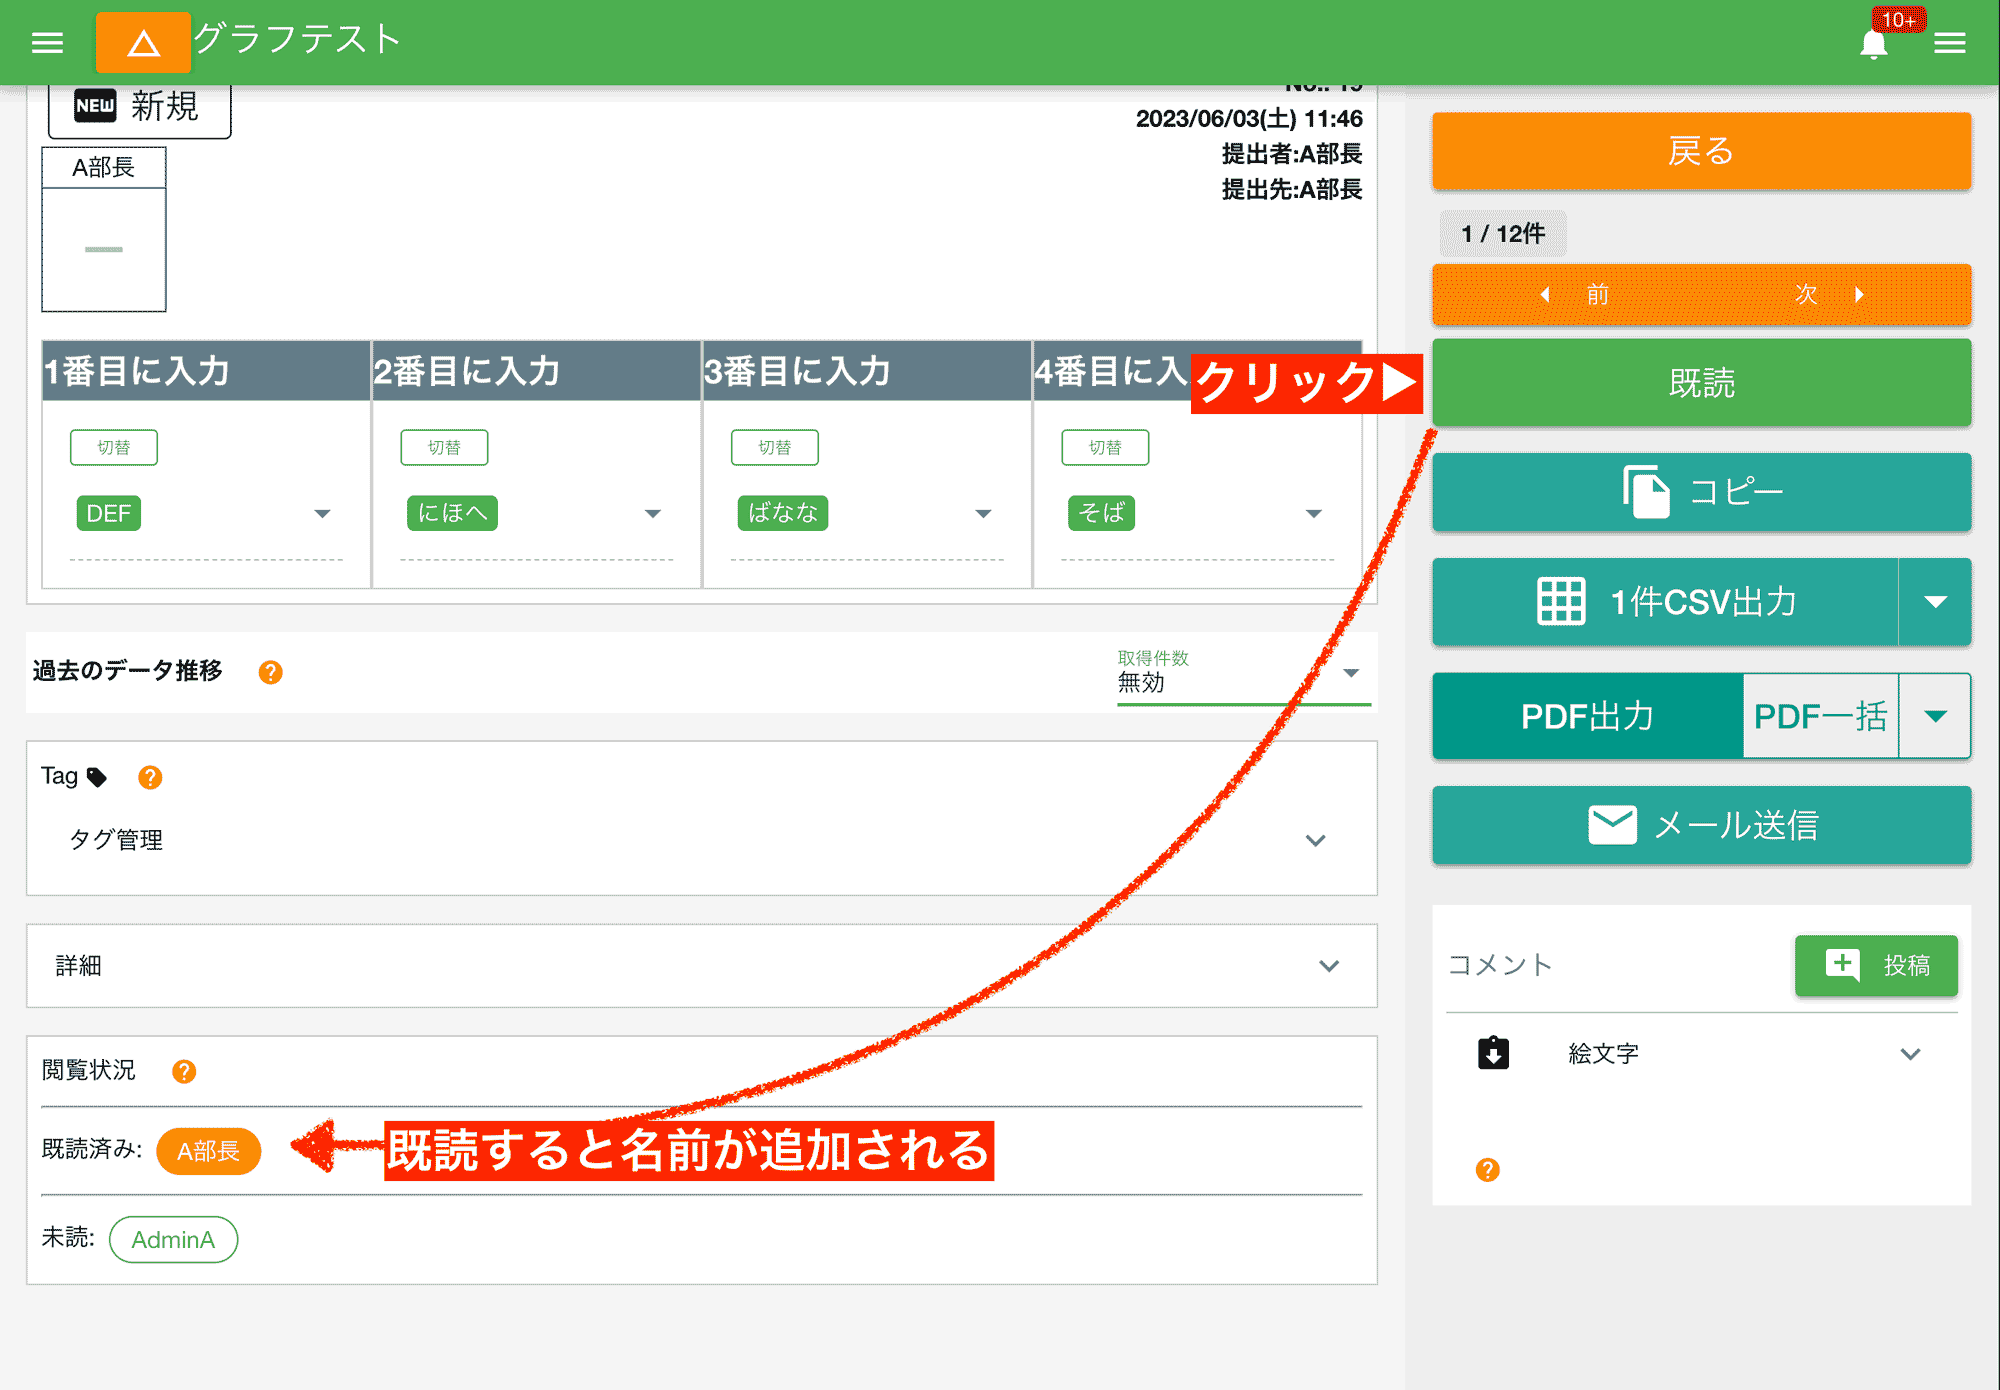 グラフテスト
10+
NEW 新規
No.: 19
2023/06/03(土) 11:46
提出者:A部長
提出先:A部長
A部長
1番目に入力
2番目に入力
3番目に入力
4番目に入
切替
切替
切替
切替
DEF
にほへ
ばなな
そば
過去のデータ推移
取得件数
無効
Tag
タグ管理
詳細
閲覧状況
既読済み: A部長
既読すると名前が追加される
未読: AdminA
戻る
1 / 12件
前
次
クリック▶
既読
コピー
1件CSV出力
PDF出力
PDF一括
メール送信
コメント
投稿
絵文字